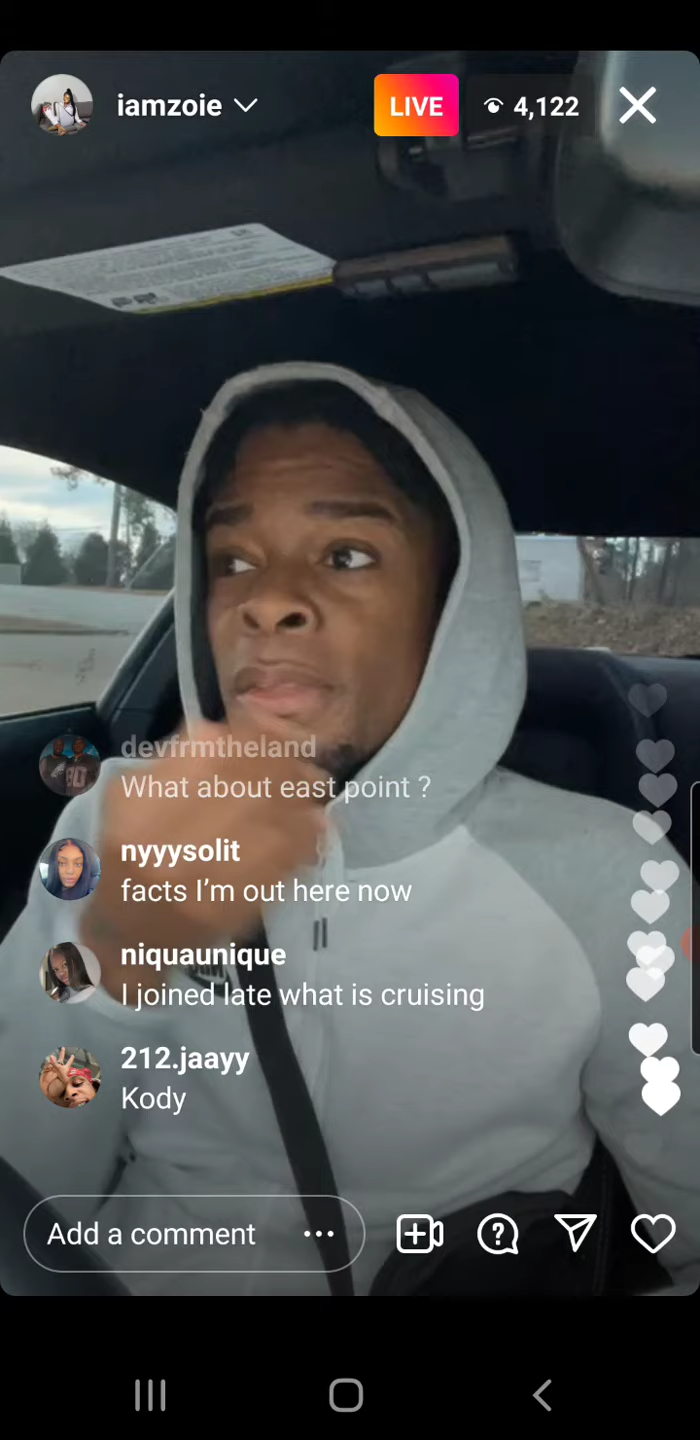 iamzoie
LIVE
4,122
devfrmtheland
What about east point ?
nyyysolit
facts I’m out here now
niquaunique
I joined late what is cruising
212.jaayy
Kody
Add a comment